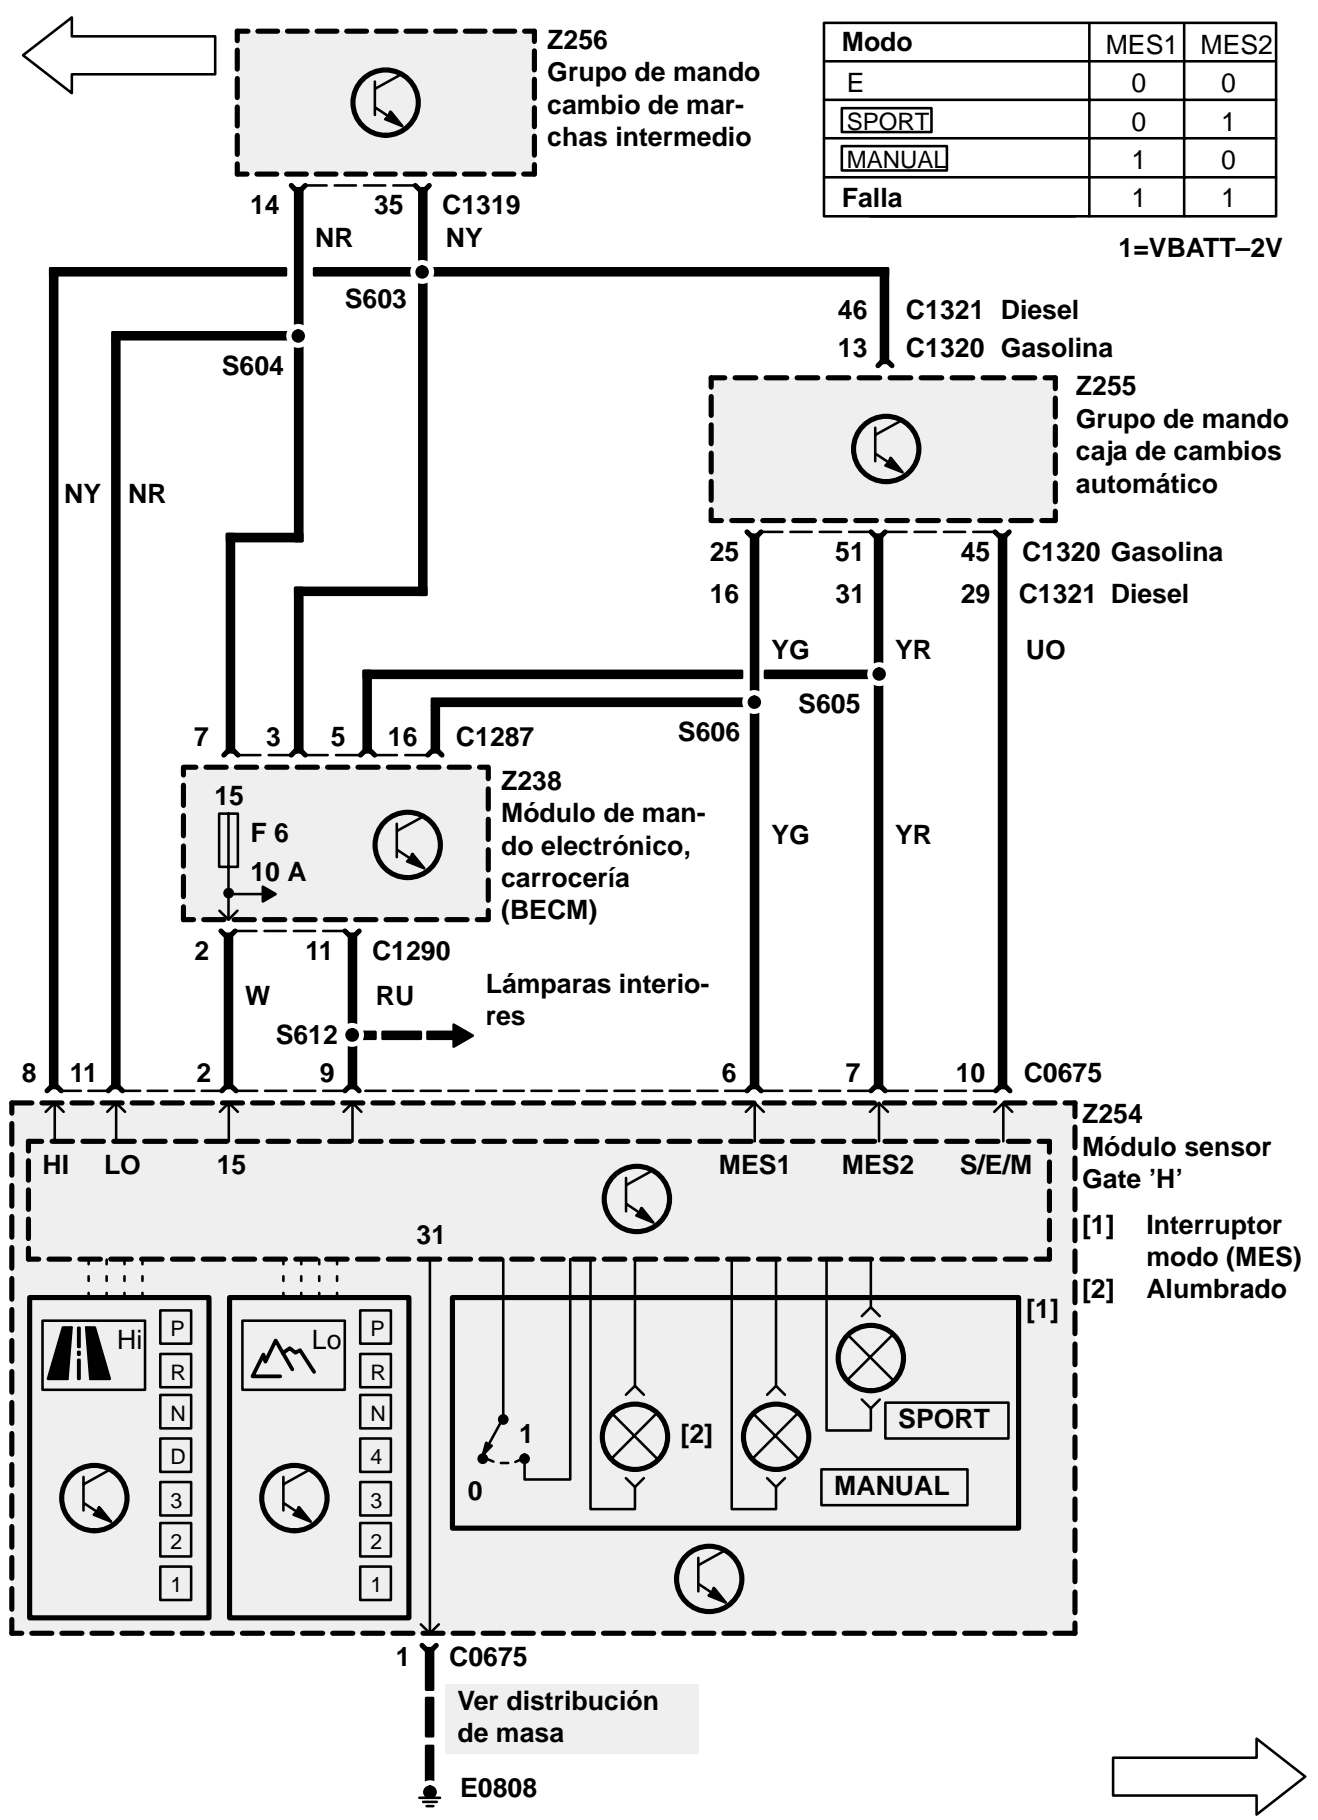 Z256
Grupo de mando
cambio de mar-
chas intermedio
Modo MES1 MES2
E 0 0
SPORT 0 1
MANUAL 1 0
Falla 1 1
1=VBATT–2V
14 35 C1319
NR NY
S603
S604
46 C1321 Diesel
13 C1320 Gasolina
Z255
Grupo de mando
caja de cambios
automático
NY NR
25 51 45 C1320 Gasolina
16 31 29 C1321 Diesel
YG YR UO
S605
S606
7 3 5 16 C1287
Z238
Módulo de man-
do electrónico,
carrocería
(BECM)
15
F 6
10 A
YG YR
2 11 C1290
W RU
Lámparas interio-
res
S612
8 11 2 9 6 7 10 C0675
Z254
Módulo sensor
Gate ’H’
[1] Interruptor
modo (MES)
[2] Alumbrado
HI LO 15 MES1 MES2 S/E/M
31
Hi
P
R
N
D
3
2
1
Lo
P
R
N
4
3
2
1
[1]
1
0
[2]
SPORT
MANUAL
1 C0675
Ver distribución
de masa
E0808